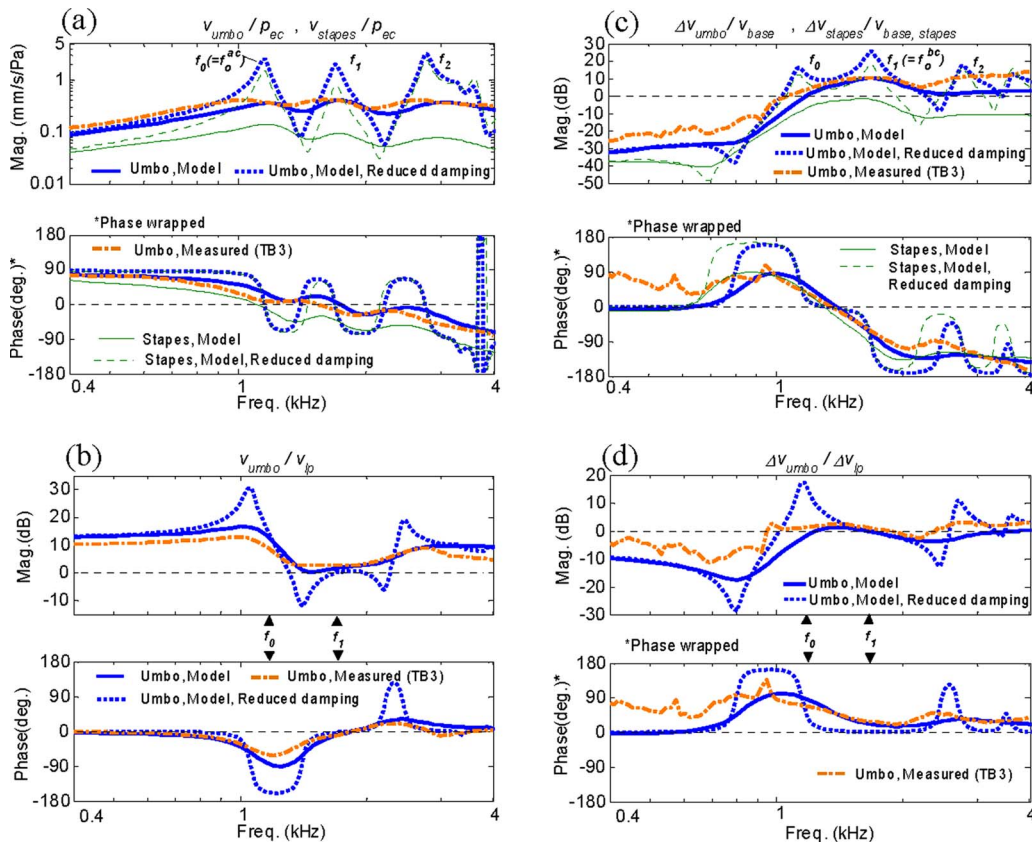 (a)
v_umbo / p_ec , v_stapes / p_ec
Mag. (mm/s/Pa)
5
1
0.1
0.01
f_0(=f_o^ac)
f_1
f_2
Umbo, Model
Umbo, Model, Reduced damping
*Phase wrapped
Phase(deg.)*
180
90
0
-90
-180
Umbo, Measured (TB3)
Stapes, Model
Stapes, Model, Reduced damping
0.4
1
4
Freq. (kHz)
(b)
v_umbo / v_lp
Mag.(dB)
30
20
10
0
-10
f_0
f_1
Phase(deg.)
180
90
0
-90
-180
Umbo, Model
Umbo, Measured (TB3)
Umbo, Model, Reduced damping
0.4
1
4
Freq. (kHz)
(c)
Δv_umbo / v_base , Δv_stapes / v_base, stapes
Mag.(dB)
30
20
10
0
-10
-20
-30
-40
-50
f_0
f_1(=f_o^bc)
f_2
Umbo, Model
Umbo, Model, Reduced damping
Umbo, Measured (TB3)
*Phase wrapped
Phase(deg.)*
180
90
0
-90
-180
Stapes, Model
Stapes, Model,
Reduced damping
0.4
1
4
Freq. (kHz)
(d)
Δv_umbo / Δv_lp
Mag.(dB)
20
10
0
-10
-20
-30
Umbo, Model
Umbo, Model, Reduced damping
*Phase wrapped
f_0
f_1
Phase(deg.)*
180
90
0
-90
-180
Umbo, Measured (TB3)
0.4
1
4
Freq. (kHz)